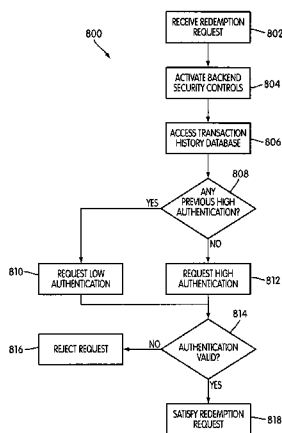 RECEIVE REDEMPTION
REQUEST
802
800
ACTIVATE BACKEND
SECURITY CONTROLS
804
ACCESS TRANSACTION
HISTORY DATABASE
806
808
ANY
PREVIOUS HIGH
AUTHENTICATION?
YES
NO
810
REQUEST LOW
AUTHENTICATION
REQUEST HIGH
AUTHENTICATION
812
814
AUTHENTICATION
VALID?
NO
816
REJECT REQUEST
YES
SATISFY REDEMPTION
REQUEST
818